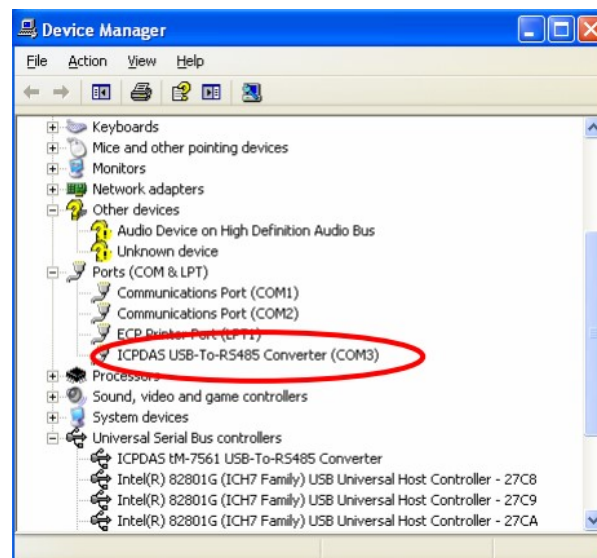 Device Manager
File Action View Help
Keyboards
Mice and other pointing devices
Monitors
Network adapters
Other devices
Audio Device on High Definition Audio Bus
Unknown device
Ports (COM & LPT)
Communications Port (COM1)
Communications Port (COM2)
ECP Printer Port (LPT1)
ICPDAS USB-To-RS485 Converter (COM3)
Processors
Sound, video and game controllers
System devices
Universal Serial Bus controllers
ICPDAS tM-7561 USB-To-RS485 Converter
Intel(R) 82801G (ICH7 Family) USB Universal Host Controller - 27C8
Intel(R) 82801G (ICH7 Family) USB Universal Host Controller - 27C9
Intel(R) 82801G (ICH7 Family) USB Universal Host Controller - 27CA